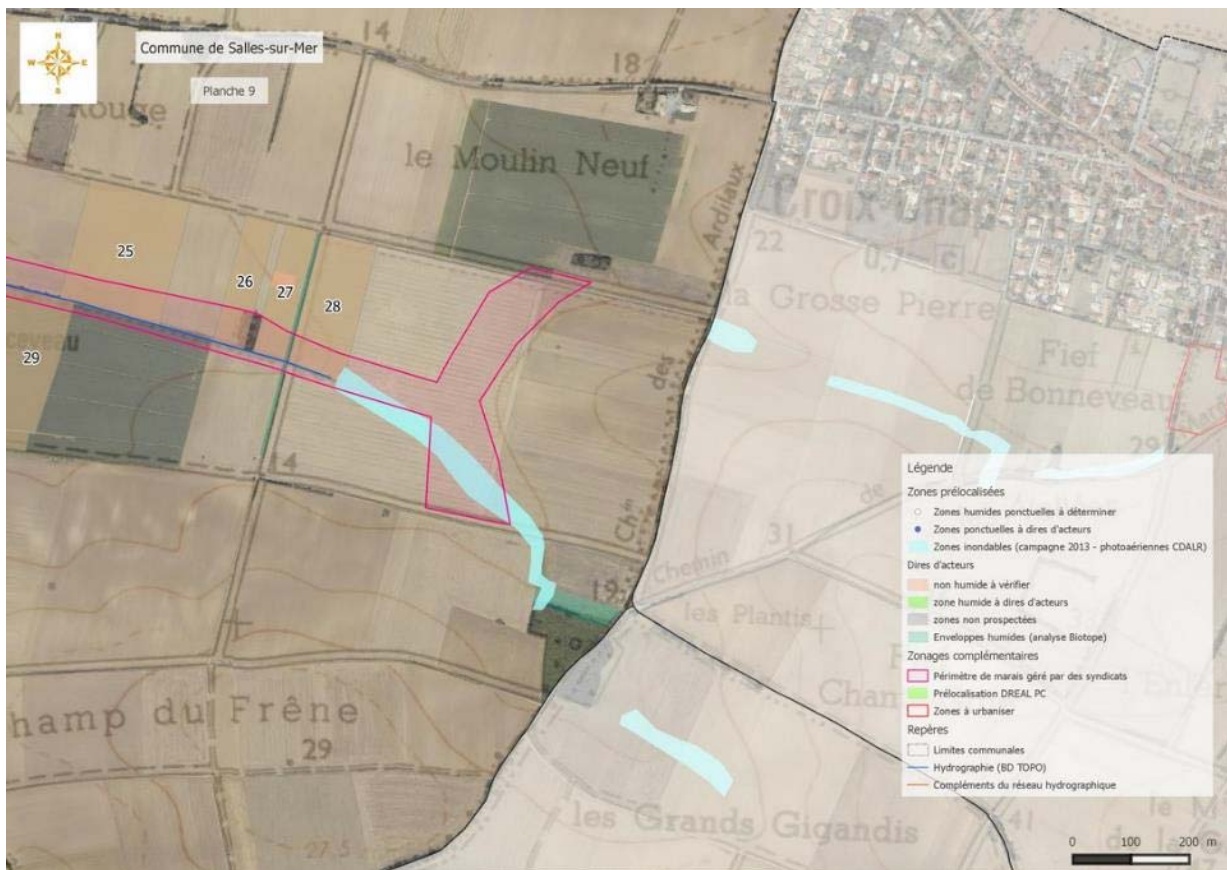 N
W E
S
Commune de Salles-sur-Mer
Planche 9
14
18
Rouge
le Moulin Neuf
Ardilaux
des
Ch.in
22
0,7
la Grosse Pierre
Fief
de Bonneveau
29
25
26
27
28
29
14
19
31
de
Chemin
les Plantis
hamp du Frêne
29
27.5
les Grands Gigandis
41
le M
Légende
Zones prélocalisées
Zones humides ponctuelles à déterminer
Zones ponctuelles à dires d'acteurs
Zones inondables (campagne 2013 - photoaériennes CDALR)
Dires d'acteurs
non humide à vérifier
zone humide à dires d'acteurs
zones non prospectées
Enveloppes humides (analyse Biotope)
Zonages complémentaires
Périmètre de marais géré par des syndicats
Prélocalisation DREAL PC
Zones à urbaniser
Repères
Limites communales
Hydrographie (BD TOPO)
Compléments du réseau hydrographique
0 100 200 m